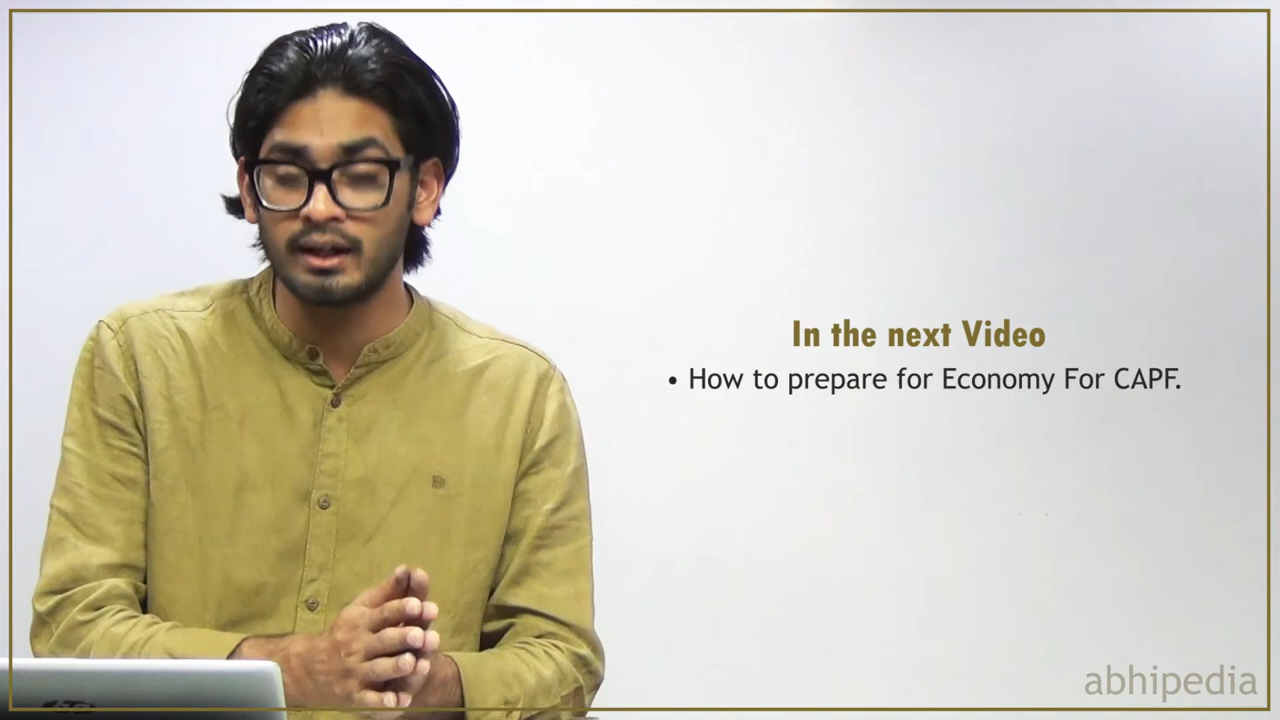 In the next Video
• How to prepare for Economy For CAPF.
abhipedia